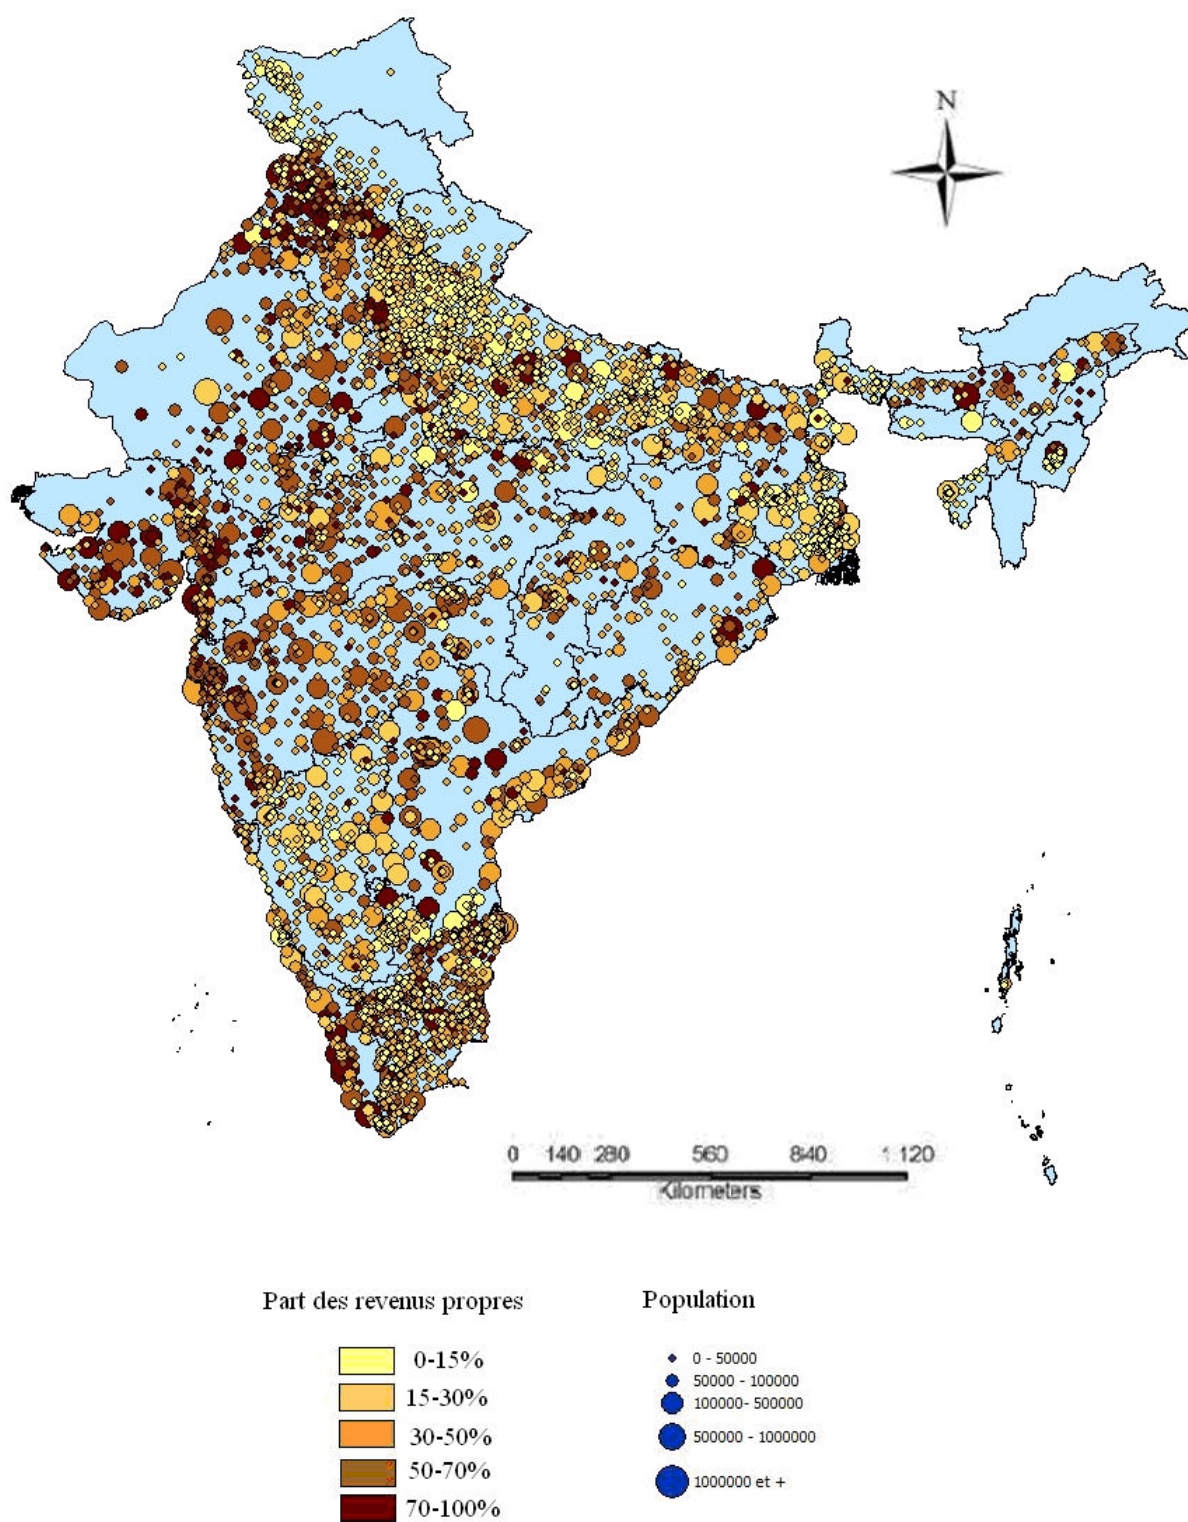 N
0 140 280 560 840 1 120
Kilometers
Part des revenus propres
0-15%
15-30%
30-50%
50-70%
70-100%
Population
0 - 50000
50000 - 100000
100000- 500000
500000 - 1000000
1000000 et +